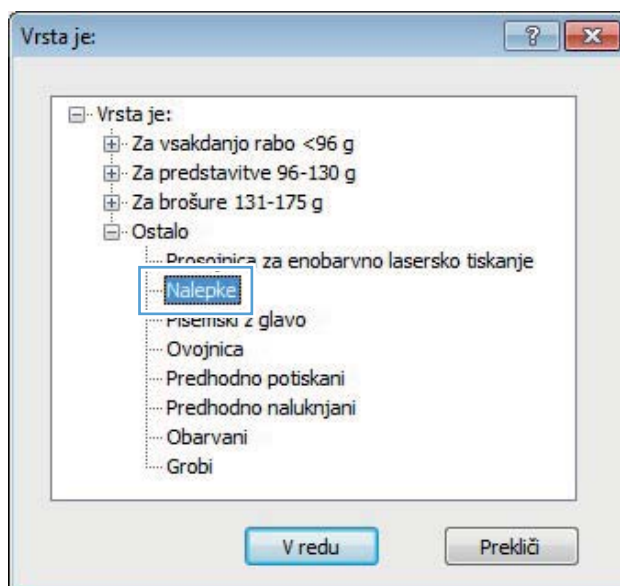 Vrsta je:
Vrsta je:
Za vsakdanjo rabo <96 g
Za predstavitve 96-130 g
Za brošure 131-175 g
Ostalo
Prosojnica za enobarvno lasersko tiskanje
Nalepke
Pisemski z glavo
Ovojnica
Predhodno potiskani
Predhodno naluknjani
Obarvani
Grobi
V redu Prekliči